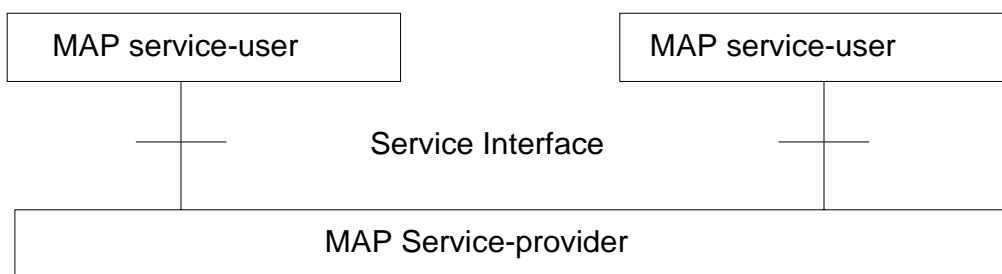 MAP service-user
MAP service-user
Service Interface
MAP Service-provider